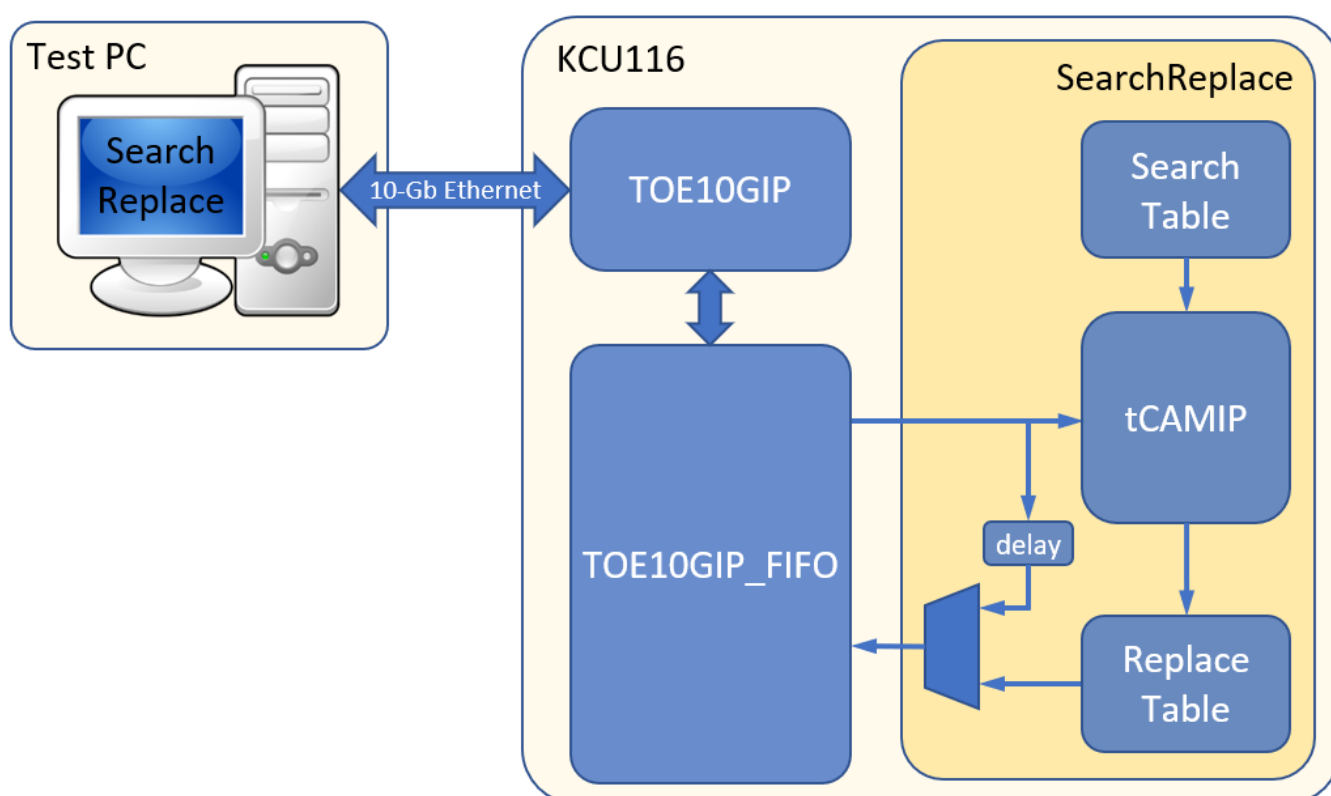 Test PC
Search
Replace
10-Gb Ethernet
KCU116
TOE10GIP
TOE10GIP_FIFO
SearchReplace
Search
Table
tCAMIP
delay
Replace
Table